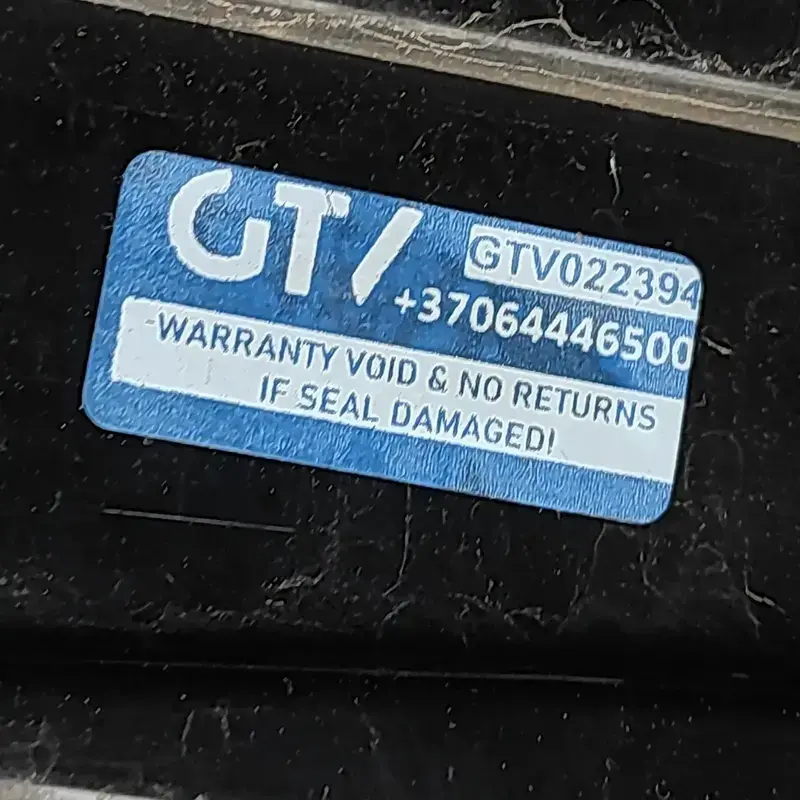 GT/
GTV022394
+37064446500
WARRANTY VOID & NO RETURNS
IF SEAL DAMAGED!